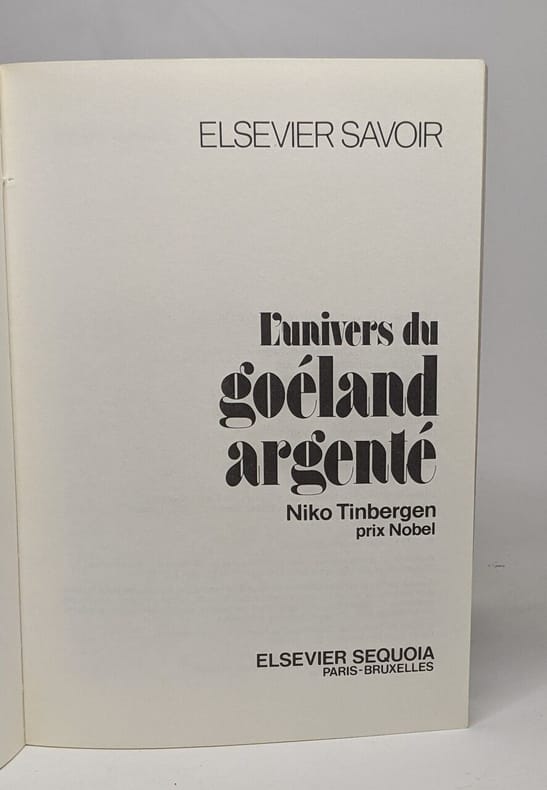 ELSEVIER SAVOIR
L'univers du
goéland
argenté
Niko Tinbergen
prix Nobel
ELSEVIER SEQUOIA
PARIS-BRUXELLES